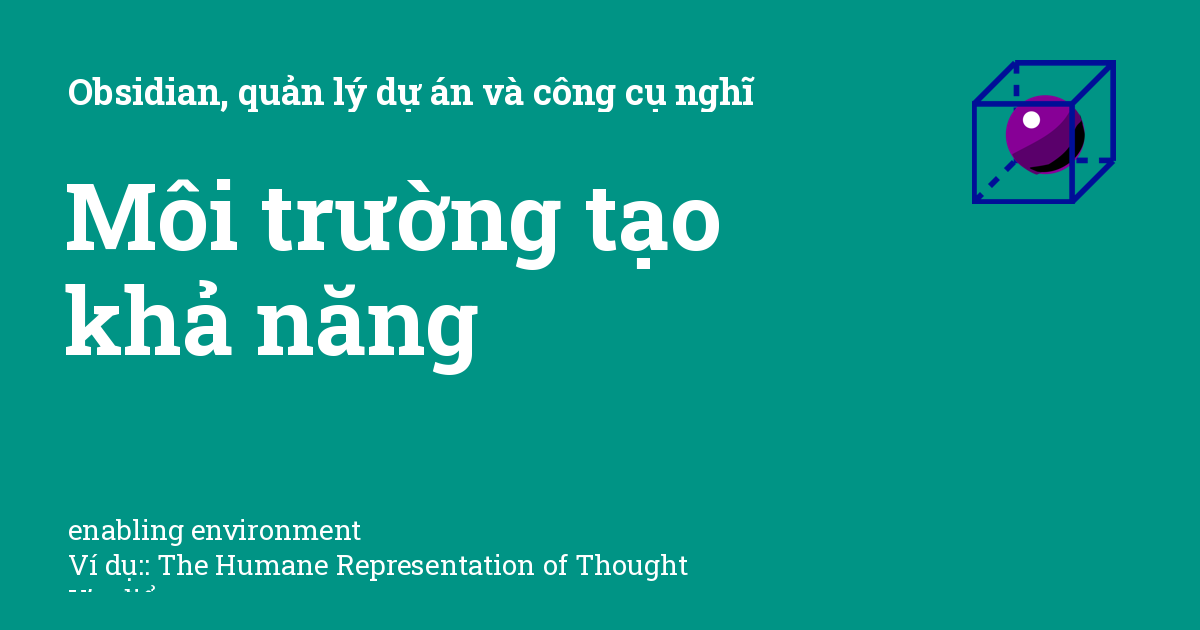 Obsidian, quản lý dự án và công cụ nghĩ
Môi trường tạo
khả năng
enabling environment
Ví dụ:: The Humane Representation of Thought